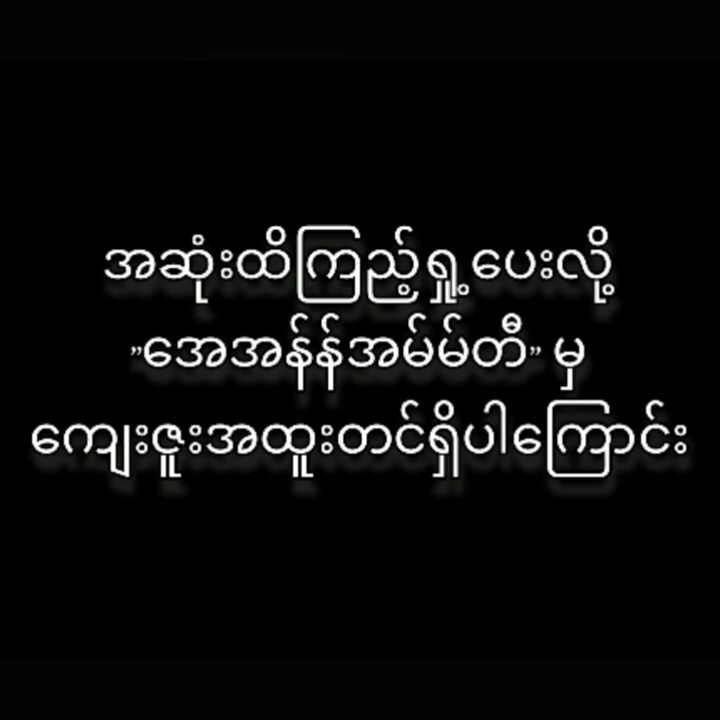 အဆုံးထိကြည့်ရှု့ပေးလို့
”အေအန်န်အမ်မ်တီ” မှ
ကျေးဇူးအထူးတင်ရှိပါကြောင်း